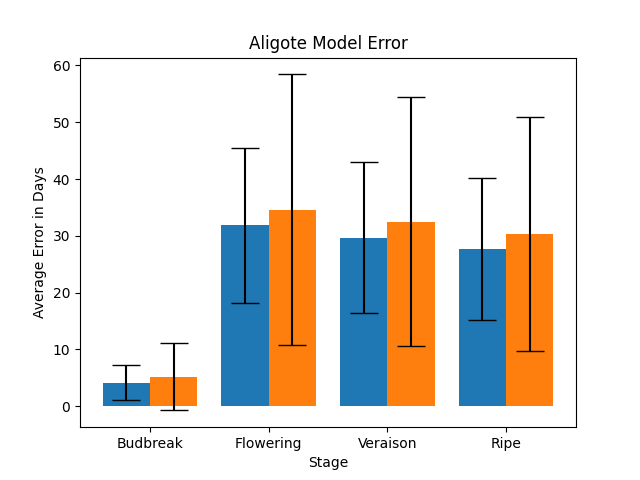 Aligote Model Error
60
50
40
30
20
10
0
Average Error in Days
Budbreak
Flowering
Veraison
Ripe
Stage